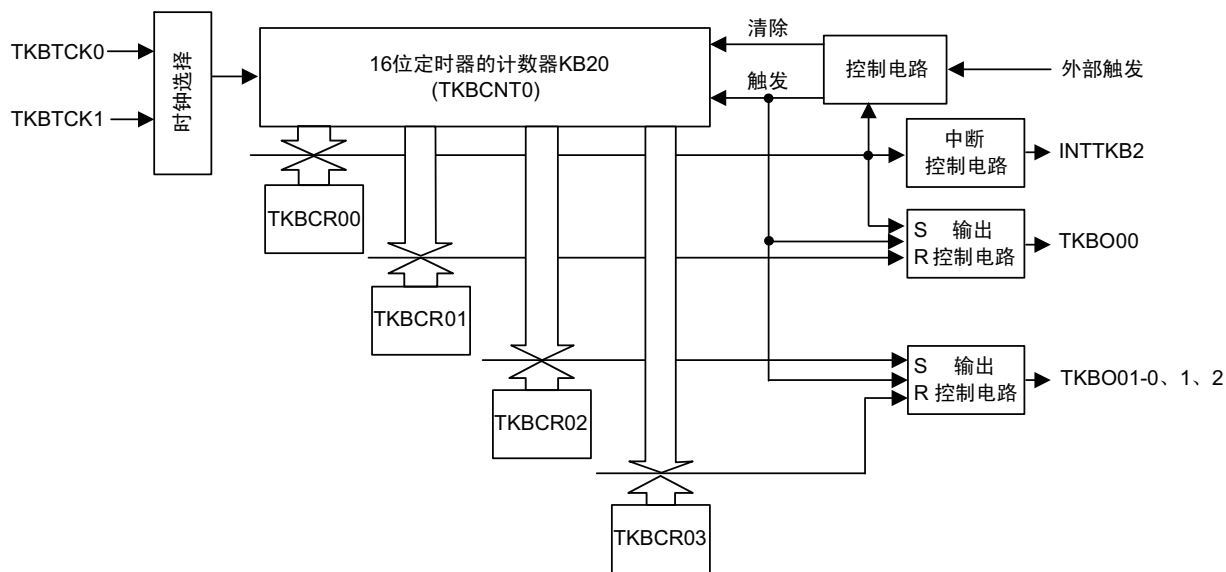 TKBTCK0
TKBTCK1
时钟选择
16位定时器的计数器KB20
(TKBCNT0)
清除
触发
控制电路
外部触发
中断
控制电路
INTTKB2
TKBCR00
S 输出
R 控制电路
TKBO00
TKBCR01
S 输出
R 控制电路
TKBO01-0、1、2
TKBCR02
TKBCR03